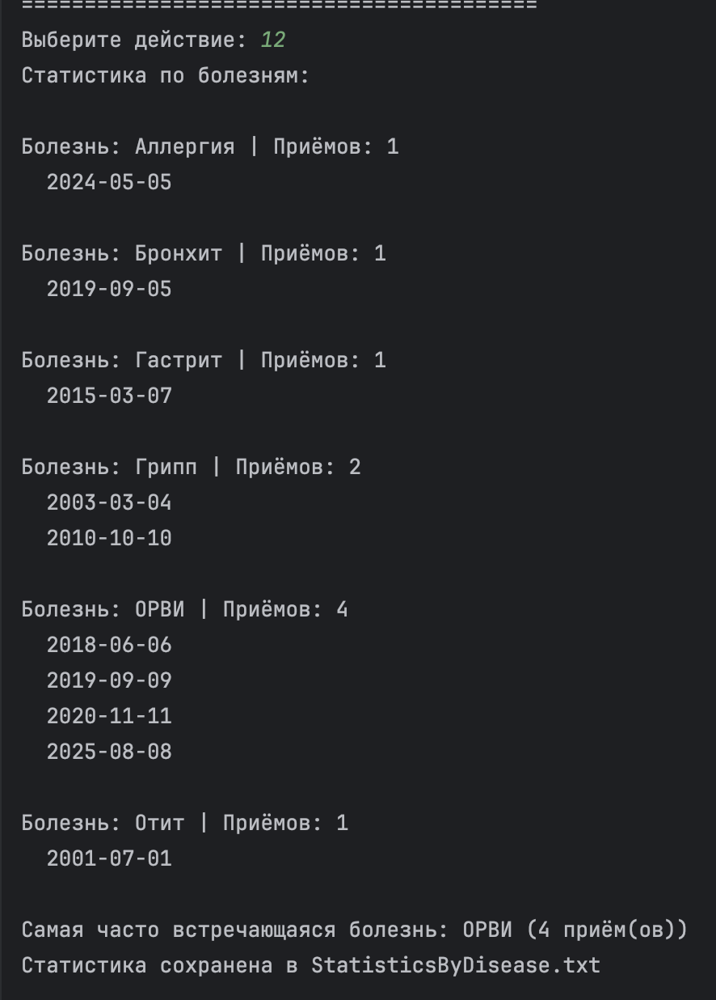 =========================================
Выберите действие: 12
Статистика по болезням:
Болезнь: Аллергия | Приёмов: 1
2024-05-05
Болезнь: Бронхит | Приёмов: 1
2019-09-05
Болезнь: Гастрит | Приёмов: 1
2015-03-07
Болезнь: Грипп | Приёмов: 2
2003-03-04
2010-10-10
Болезнь: ОРВИ | Приёмов: 4
2018-06-06
2019-09-09
2020-11-11
2025-08-08
Болезнь: Отит | Приёмов: 1
2001-07-01
Самая часто встречающаяся болезнь: ОРВИ (4 приём(ов))
Статистика сохранена в StatisticsByDisease.txt